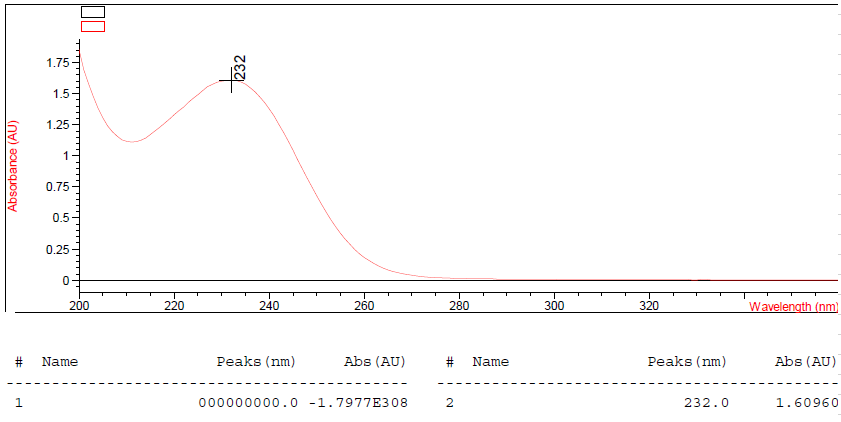 232
1.75
1.5
1.25
1
0.75
0.5
0.25
0
Absorbance (AU)
200 220 240 260 280 300 320 Wavelength (nm)
# Name Peaks(nm) Abs(AU) # Name Peaks(nm) Abs(AU)
1 000000000.0 -1.7977E308 2 232.0 1.60960